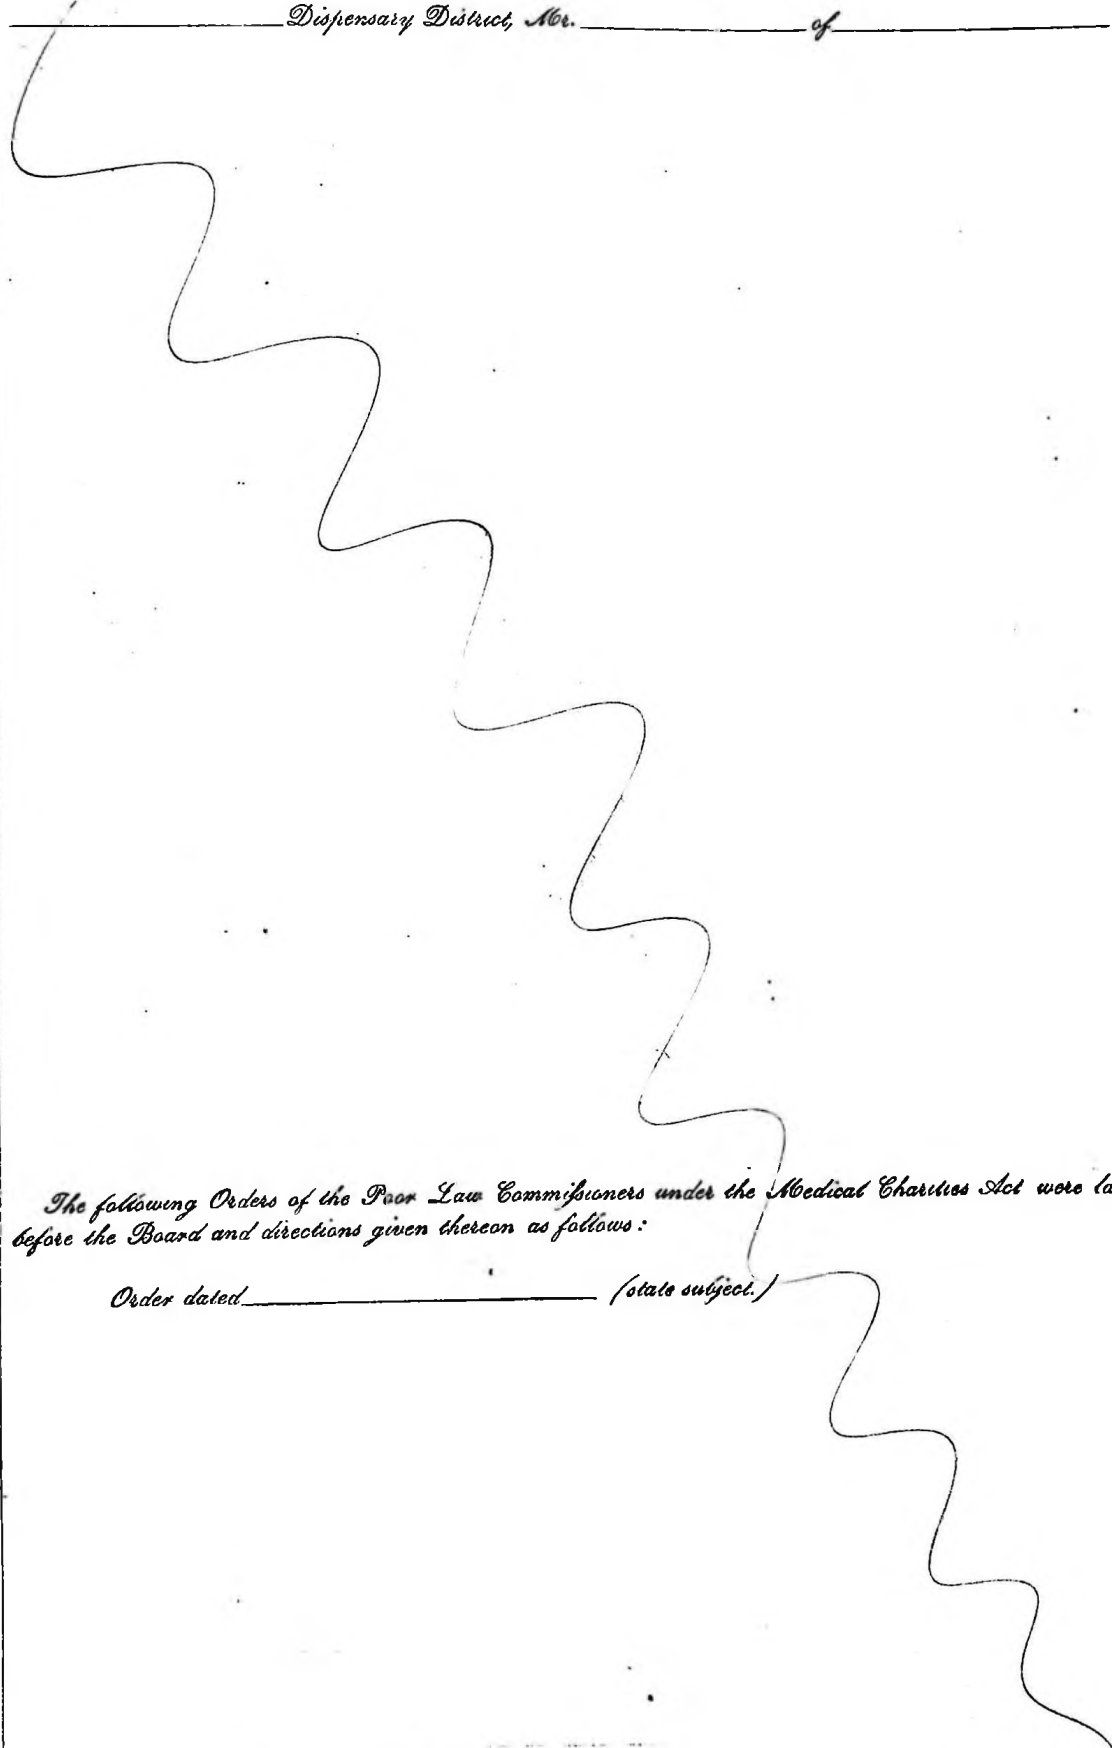 Dispensary District, Mr. of
The following Orders of the Poor Law Commissioners under the Medical Charities Act were la
before the Board and directions given thereon as follows:
Order dated (state subject.)